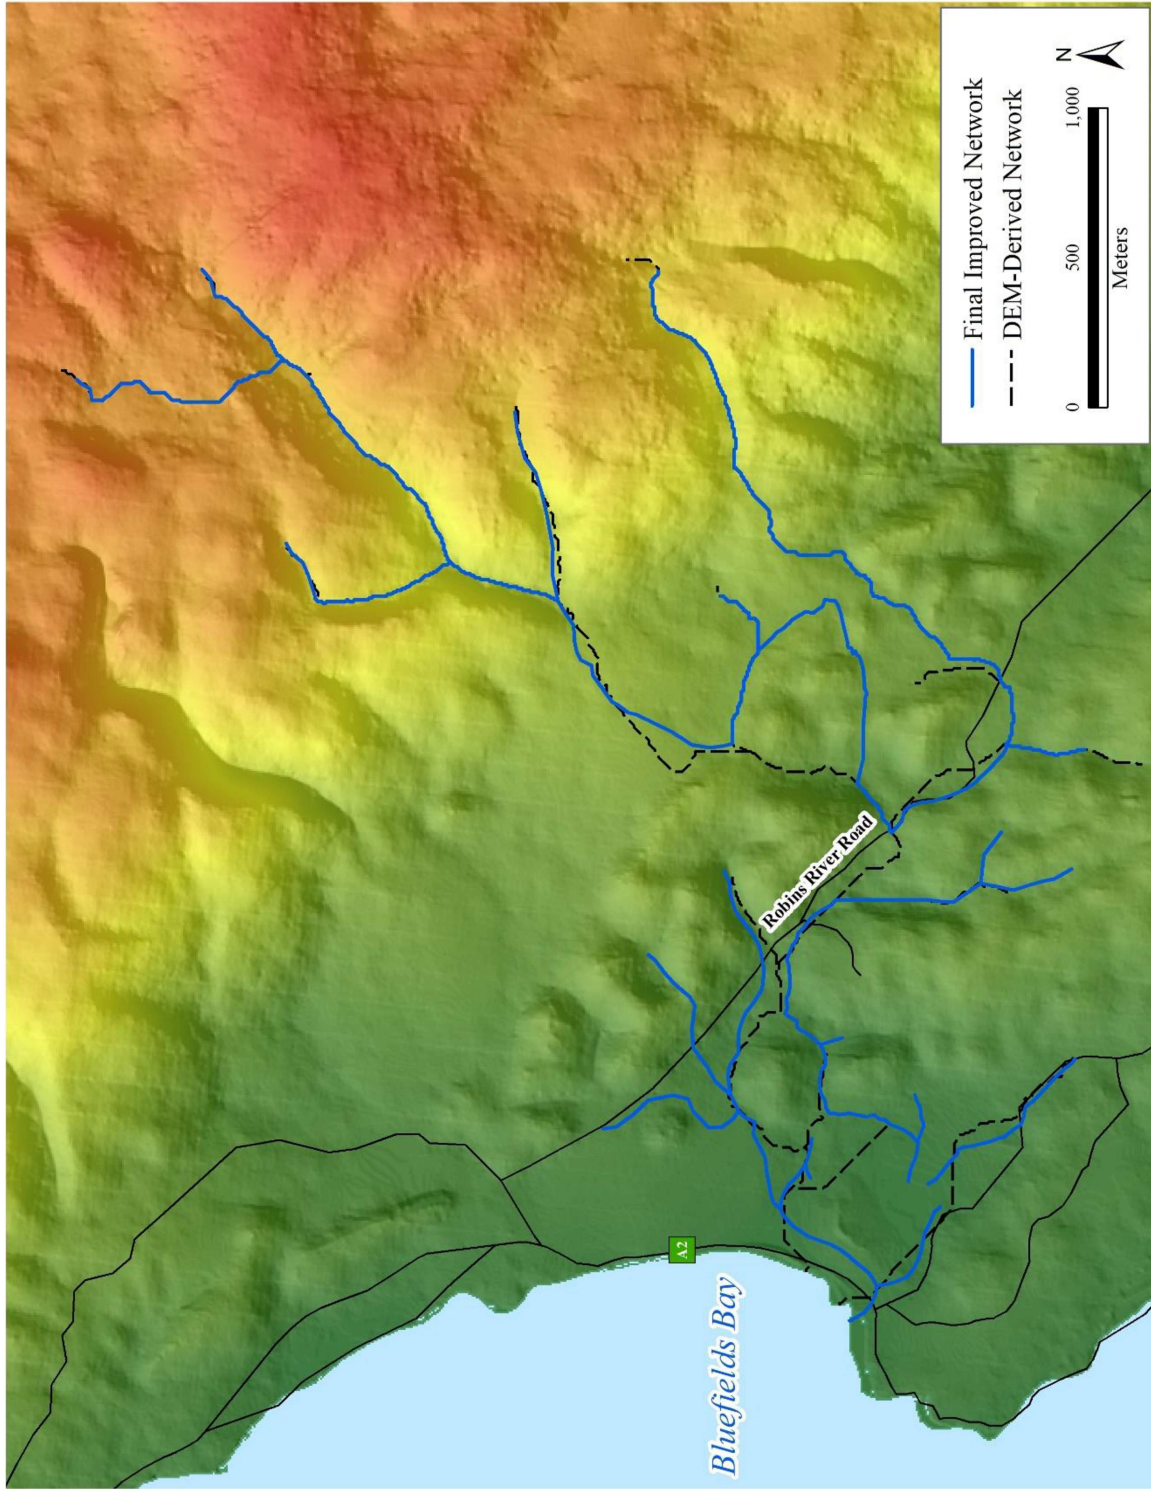 Bluefields Bay
A2
Robins River Road
Final Improved Network
DEM-Derived Network
0 500 1,000
Meters
N